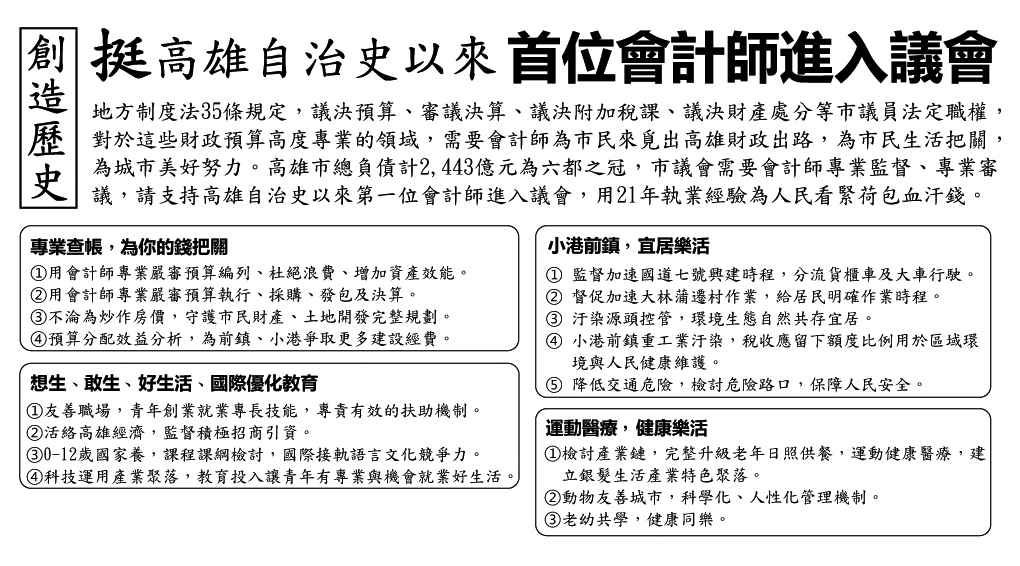 創造歷史
挺高雄自治史以來首位會計師進入議會
地方制度法35條規定，議決預算、審議決算、議決附加稅課、議決財產處分等市議員法定職權，
對於這些財政預算高度專業的領域，需要會計師為市民來覓出高雄財政出路，為市民生活把關，
為城市美好努力。高雄市總負債計2,443億元為六都之冠，市議會需要會計師專業監督、專業審
議，請支持高雄自治史以來第一位會計師進入議會，用21年執業經驗為人民看緊荷包血汗錢。
專業查帳，為你的錢把關
①用會計師專業嚴審預算編列、杜絕浪費、增加資產效能。
②用會計師專業嚴審預算執行、採購、發包及決算。
③不淪為炒作房價，守護市民財產、土地開發完整規劃。
④預算分配效益分析，為前鎮、小港爭取更多建設經費。
想生、敢生、好生活、國際優化教育
①友善職場，青年創業就業專長技能，專責有效的扶助機制。
②活絡高雄經濟，監督積極招商引資。
③0-12歲國家養，課程課綱檢討，國際接軌語言文化競爭力。
④科技運用產業聚落，教育投入讓青年有專業與機會就業好生活。
小港前鎮，宜居樂活
① 監督加速國道七號興建時程，分流貨櫃車及大車行駛。
② 督促加速大林蒲遷村作業，給居民明確作業時程。
③ 汙染源頭控管，環境生態自然共存宜居。
④ 小港前鎮重工業汙染，稅收應留下額度比例用於區域環
境與人民健康維護。
⑤ 降低交通危險，檢討危險路口，保障人民安全。
運動醫療，健康樂活
①檢討產業鏈，完整升級老年日照供餐，運動健康醫療，建
立銀髮生活產業特色聚落。
②動物友善城市，科學化、人性化管理機制。
③老幼共學，健康同樂。